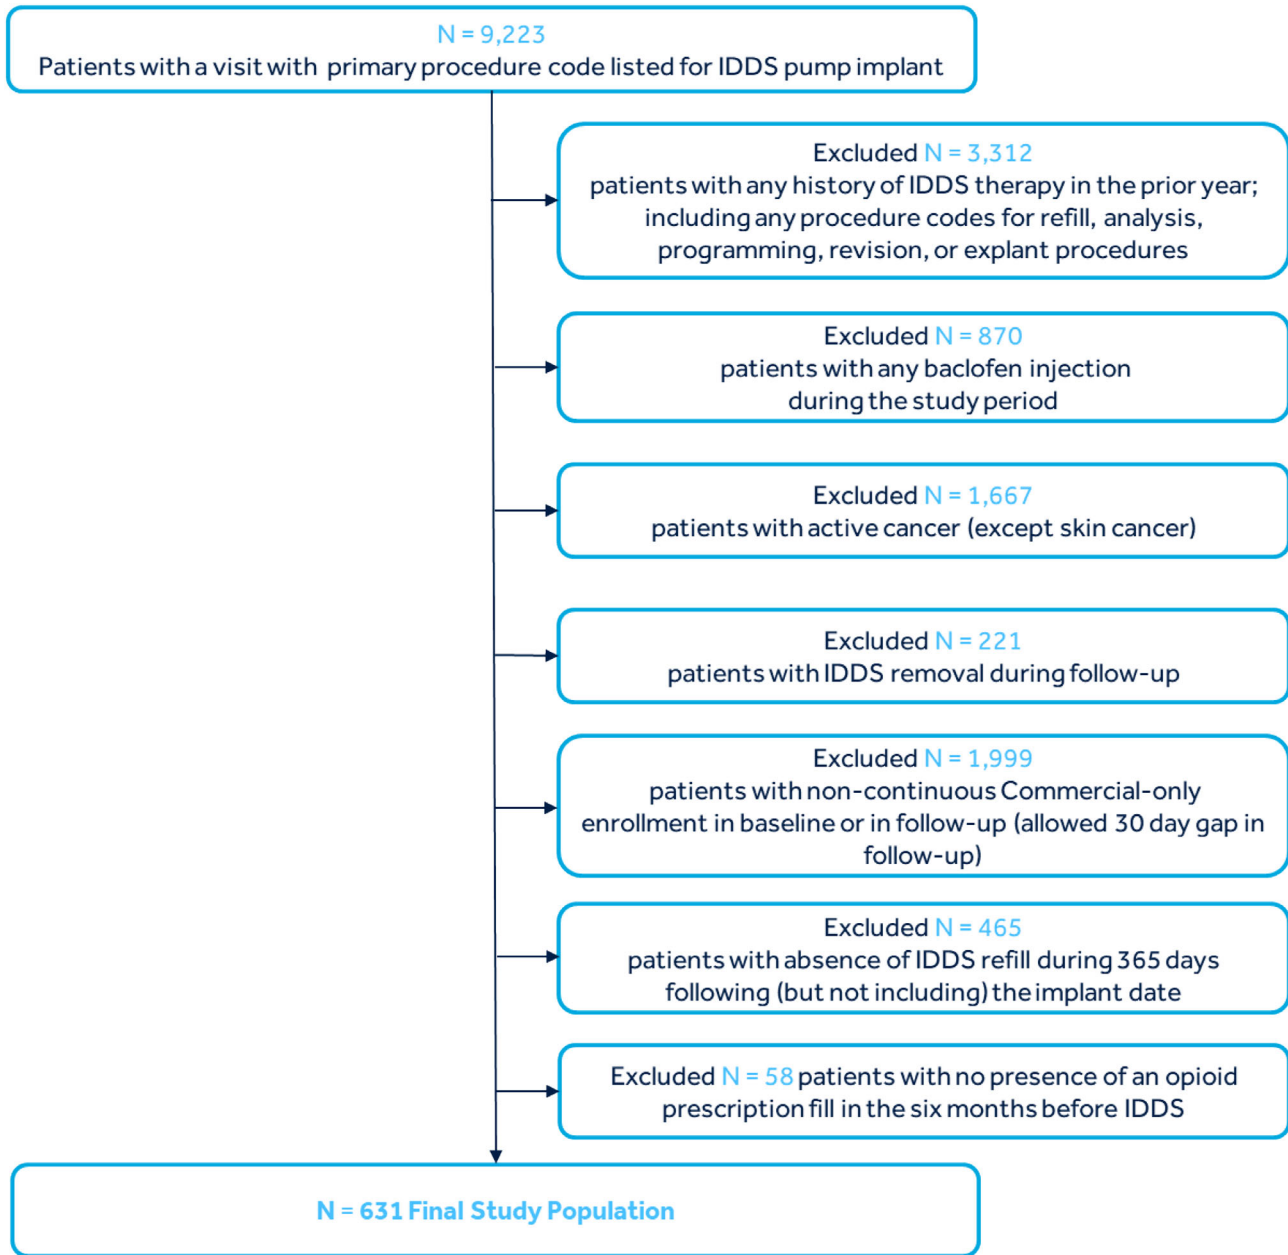 N = 9,223
Patients with a visit with primary procedure code listed for IDDS pump implant
Excluded N = 3,312
patients with any history of IDDS therapy in the prior year;
including any procedure codes for refill, analysis,
programming, revision, or explant procedures
Excluded N = 870
patients with any baclofen injection
during the study period
Excluded N = 1,667
patients with active cancer (except skin cancer)
Excluded N = 221
patients with IDDS removal during follow-up
Excluded N = 1,999
patients with non-continuous Commercial-only
enrollment in baseline or in follow-up (allowed 30 day gap in
follow-up)
Excluded N = 465
patients with absence of IDDS refill during 365 days
following (but not including) the implant date
Excluded N = 58 patients with no presence of an opioid
prescription fill in the six months before IDDS
N = 631 Final Study Population